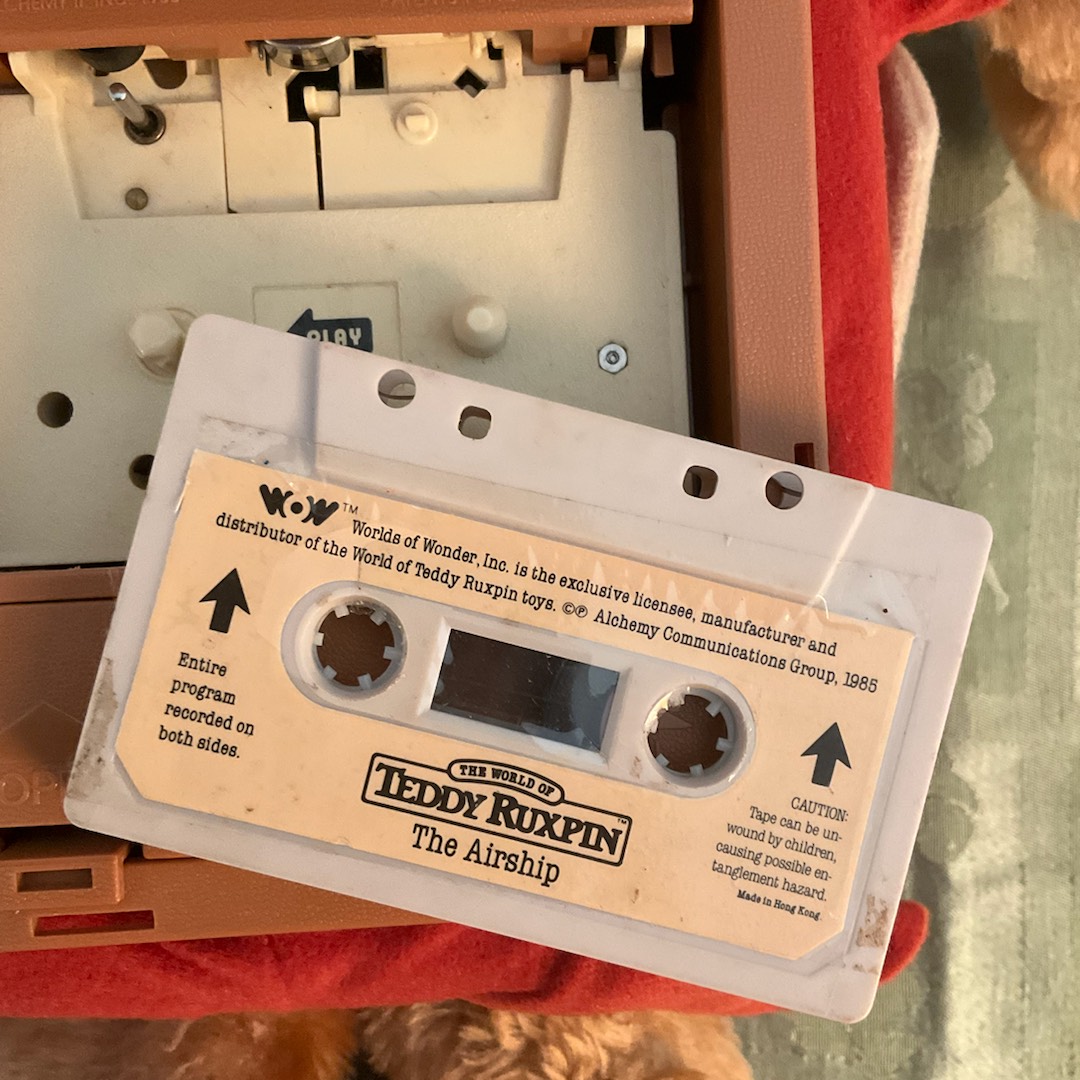 PLAY
WOW™
Worlds of Wonder, Inc. is the exclusive licensee, manufacturer and
distributor of the World of Teddy Ruxpin toys. ©℗ Alchemy Communications Group, 1985
Entire
program
recorded on
both sides.
THE WORLD OF
TEDDY RUXPIN™
The Airship
CAUTION:
Tape can be un-
wound by children,
causing possible en-
tanglement hazard.
Made in Hong Kong.